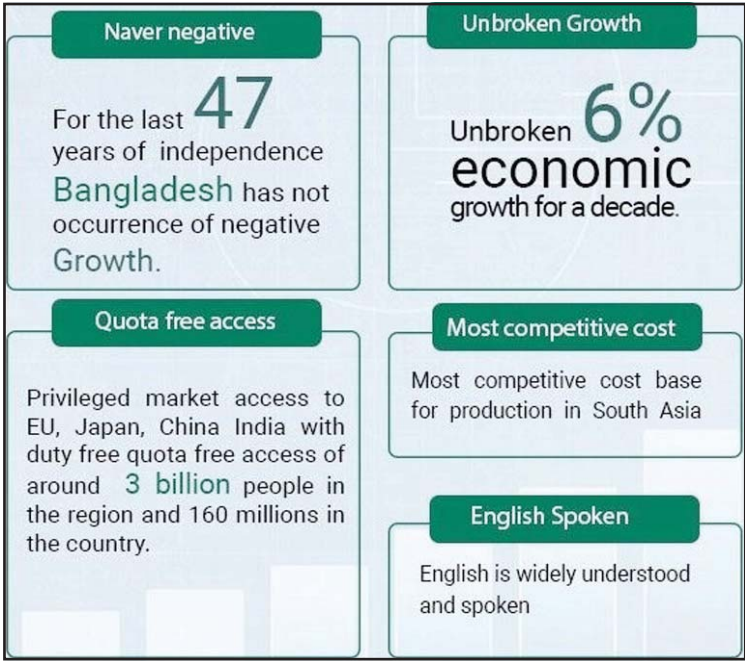 Naver negative
For the last 47
years of independence
Bangladesh has not
occurrence of negative
Growth.
Unbroken Growth
Unbroken 6%
economic
growth for a decade.
Quota free access
Privileged market access to
EU, Japan, China India with
duty free quota free access of
around 3 billion people in
the region and 160 millions in
the country.
Most competitive cost
Most competitive cost base
for production in South Asia
English Spoken
English is widely understood
and spoken